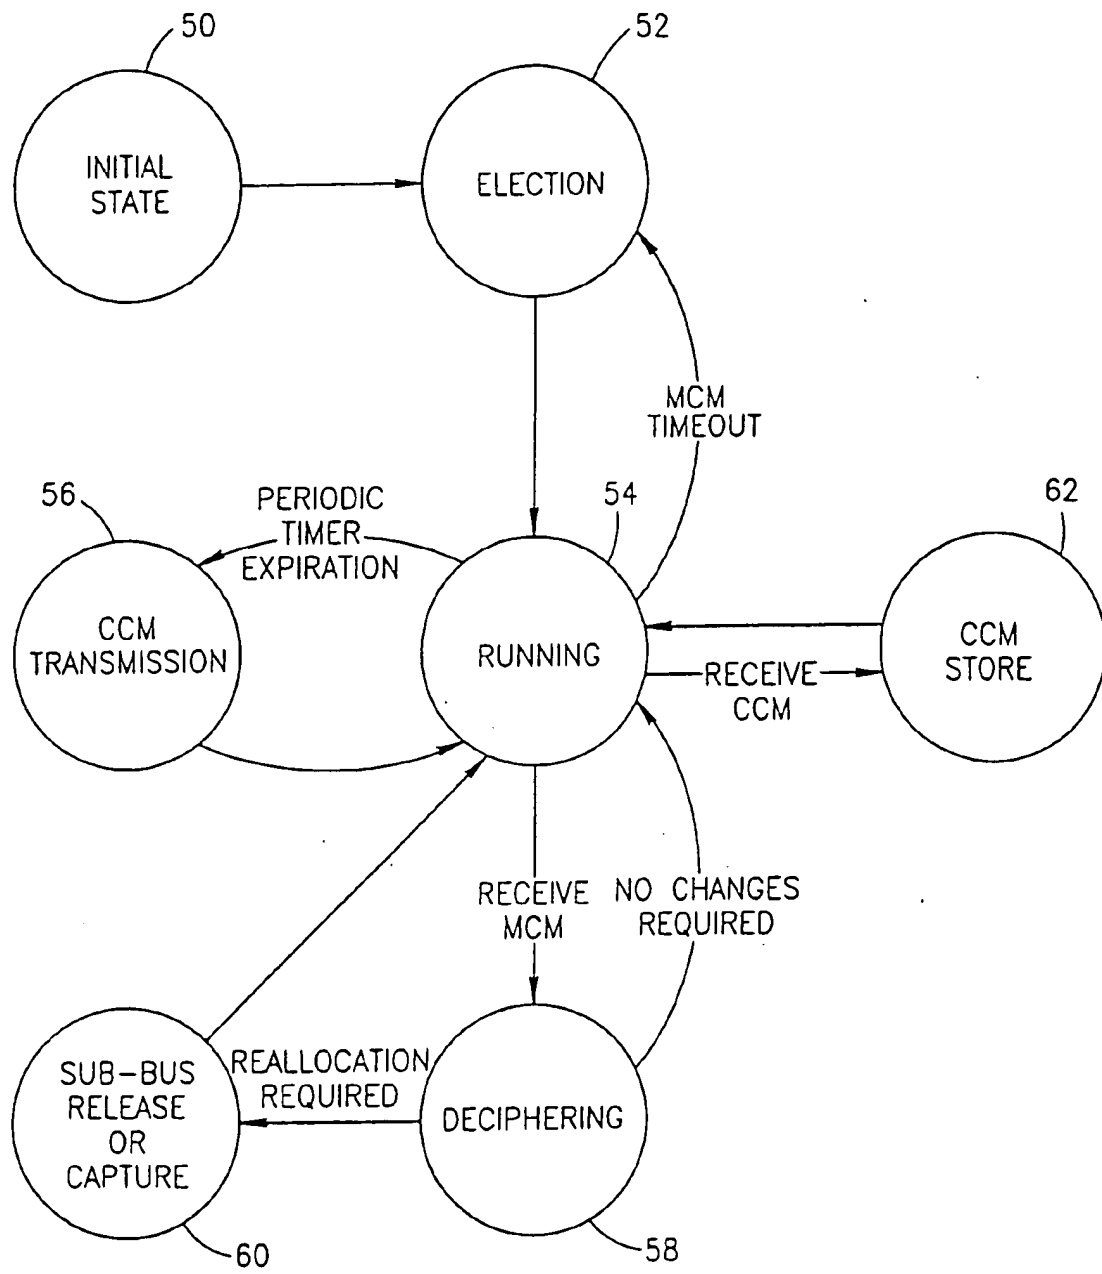 50
52
INITIAL
STATE
ELECTION
MCM
TIMEOUT
56
PERIODIC
TIMER
EXPIRATION
54
62
CCM
TRANSMISSION
RUNNING
CCM
STORE
RECEIVE
CCM
RECEIVE
MCM
NO CHANGES
REQUIRED
SUB-BUS
RELEASE
OR
CAPTURE
REALLOCATION
REQUIRED
DECIPHERING
60
58